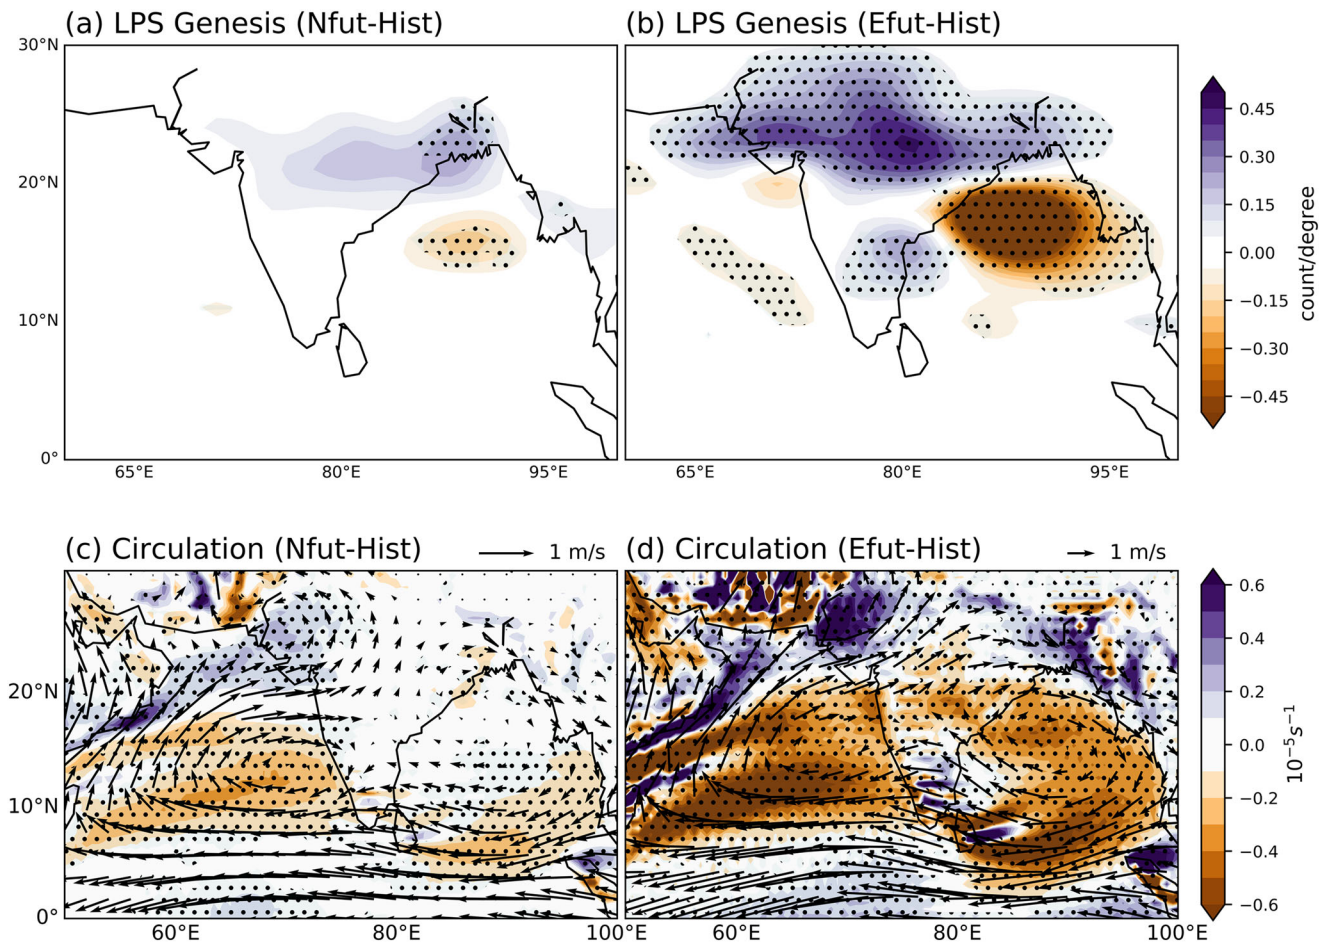 (a) LPS Genesis (Nfut-Hist)
(b) LPS Genesis (Efut-Hist)
30°N
20°N
10°N
0°
65°E
80°E
95°E
65°E
80°E
95°E
0.45
0.30
0.15
0.00
−0.15
−0.30
−0.45
count/degree
(c) Circulation (Nfut-Hist)
1 m/s
(d) Circulation (Efut-Hist)
1 m/s
20°N
10°N
0°
60°E
80°E
100°E
60°E
80°E
100°E
0.6
0.4
0.2
0.0
−0.2
−0.4
−0.6
10⁻⁵s⁻¹